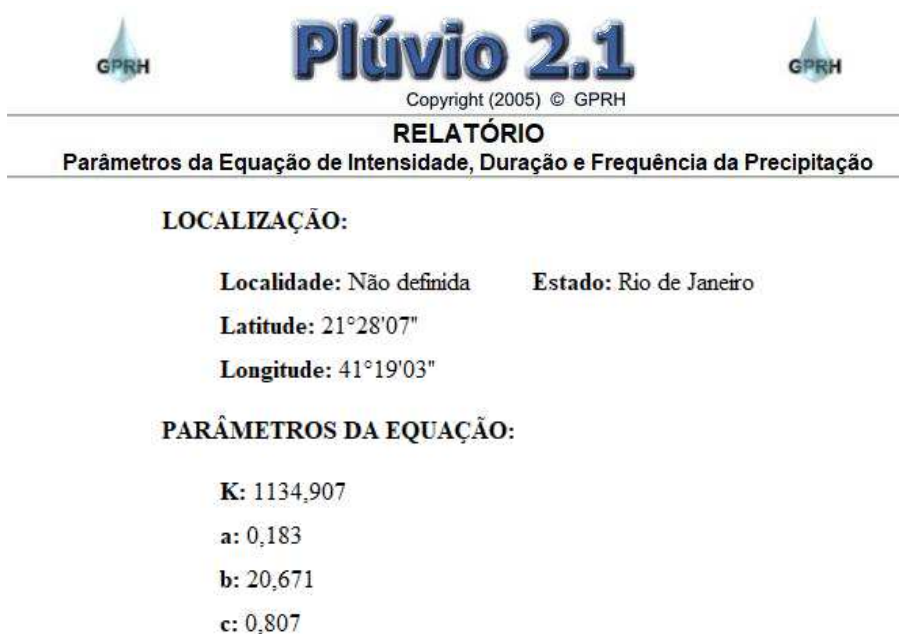 GPRH
Plúvio 2.1
GPRH
Copyright (2005) © GPRH
RELATÓRIO
Parâmetros da Equação de Intensidade, Duração e Frequência da Precipitação
LOCALIZAÇÃO:
Localidade: Não definida Estado: Rio de Janeiro
Latitude: 21°28'07"
Longitude: 41°19'03"
PARÂMETROS DA EQUAÇÃO:
K: 1134,907
a: 0,183
b: 20,671
c: 0,807